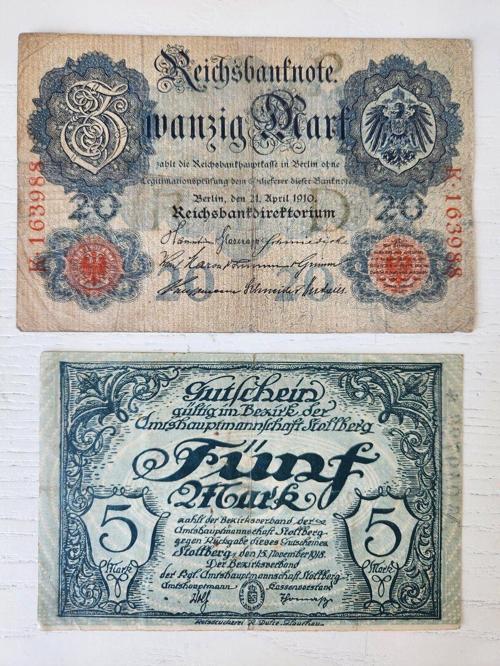 Reichsbanknote.
Zwanzig Mark
zahlt die Reichsbankhauptkasse in Berlin ohne
Legitimationsprüfung dem Einlieferer dieser Banknote
Berlin, den 21. April 1910.
Reichsbankdirektorium
20 20
K·163988
K·163988
20
Gutschein
gültig im Bezirk der
Amtshauptmannschaft Stollberg
Fünf
Mark
5 Mark
5 Mark
zahlt der Bezirksverband der
Amtshauptmannschaft Stollberg
gegen Rückgabe dieses Gutscheines
Stollberg, den 15. November 1918.
Der Bezirksverband
der Kgl. Amtshauptmannschaft Stollberg
Amtshauptmann Kassenvorstand